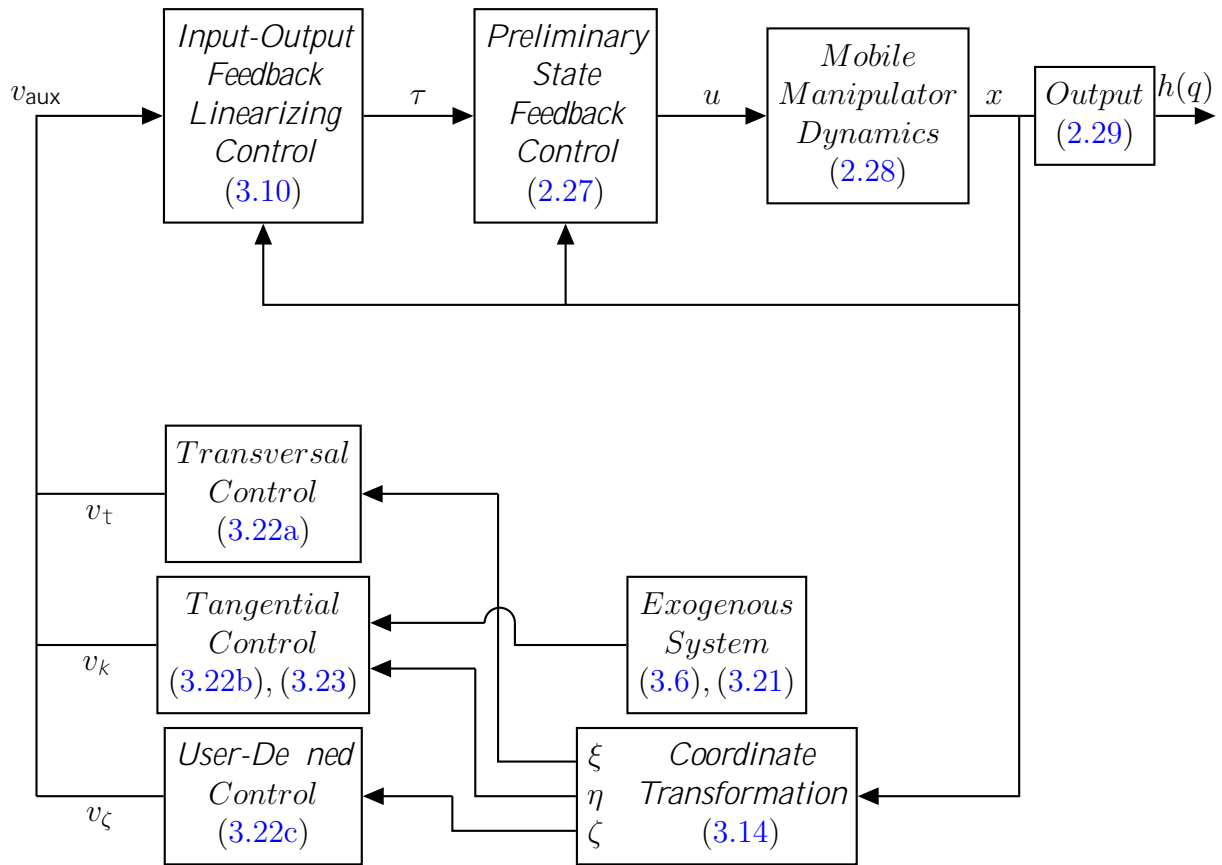 v_aux
Input-Output
Feedback
Linearizing
Control
(3.10)
τ
Preliminary
State
Feedback
Control
(2.27)
u
Mobile
Manipulator
Dynamics
(2.28)
x
Output
(2.29)
h(q)
Transversal
Control
(3.22a)
v_t
Tangential
Control
(3.22b), (3.23)
v_k
Exogenous
System
(3.6), (3.21)
User-De ned
Control
(3.22c)
v_ζ
ξ
η
ζ
Coordinate
Transformation
(3.14)